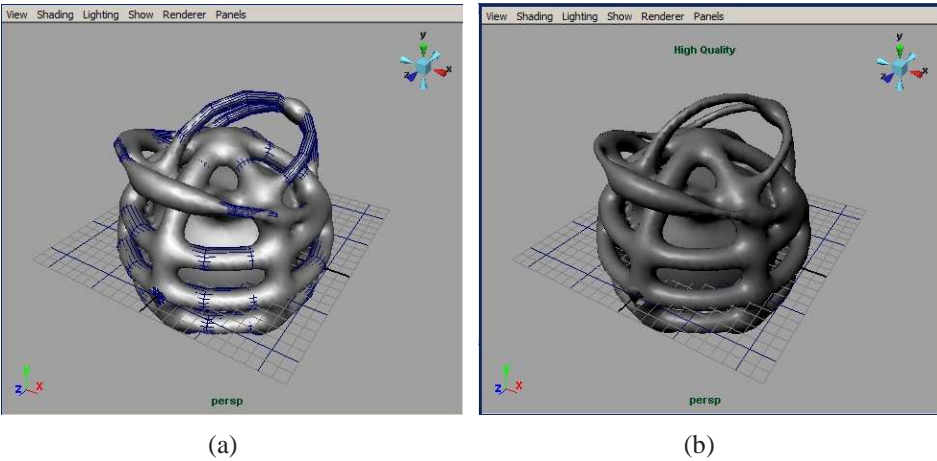 View Shading Lighting Show Renderer Panels
y
x
z
y
z x
persp
(a)
View Shading Lighting Show Renderer Panels
High Quality
y
x
z
y
z x
persp
(b)